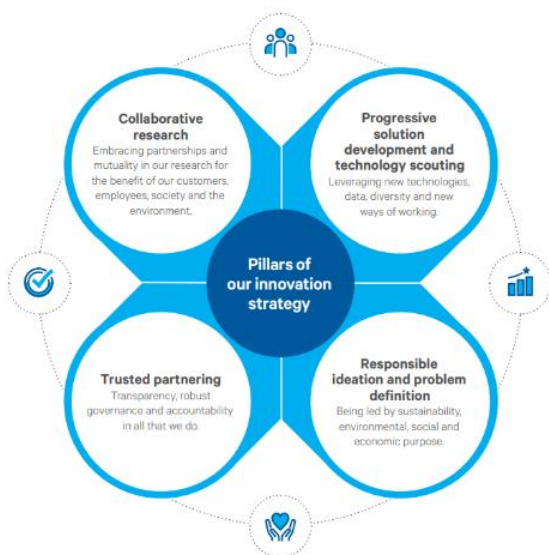 Collaborative
research
Embracing partnerships and
mutuality in our research for
the benefit of our customers,
employees, society and the
environment.
Progressive
solution
development and
technology scouting
Leveraging new technologies,
data, diversity and new
ways of working.
Pillars of
our innovation
strategy
Trusted partnering
Transparency, robust
governance and accountability
in all that we do.
Responsible
ideation and problem
definition
Being led by sustainability,
environmental, social and
economic purpose.